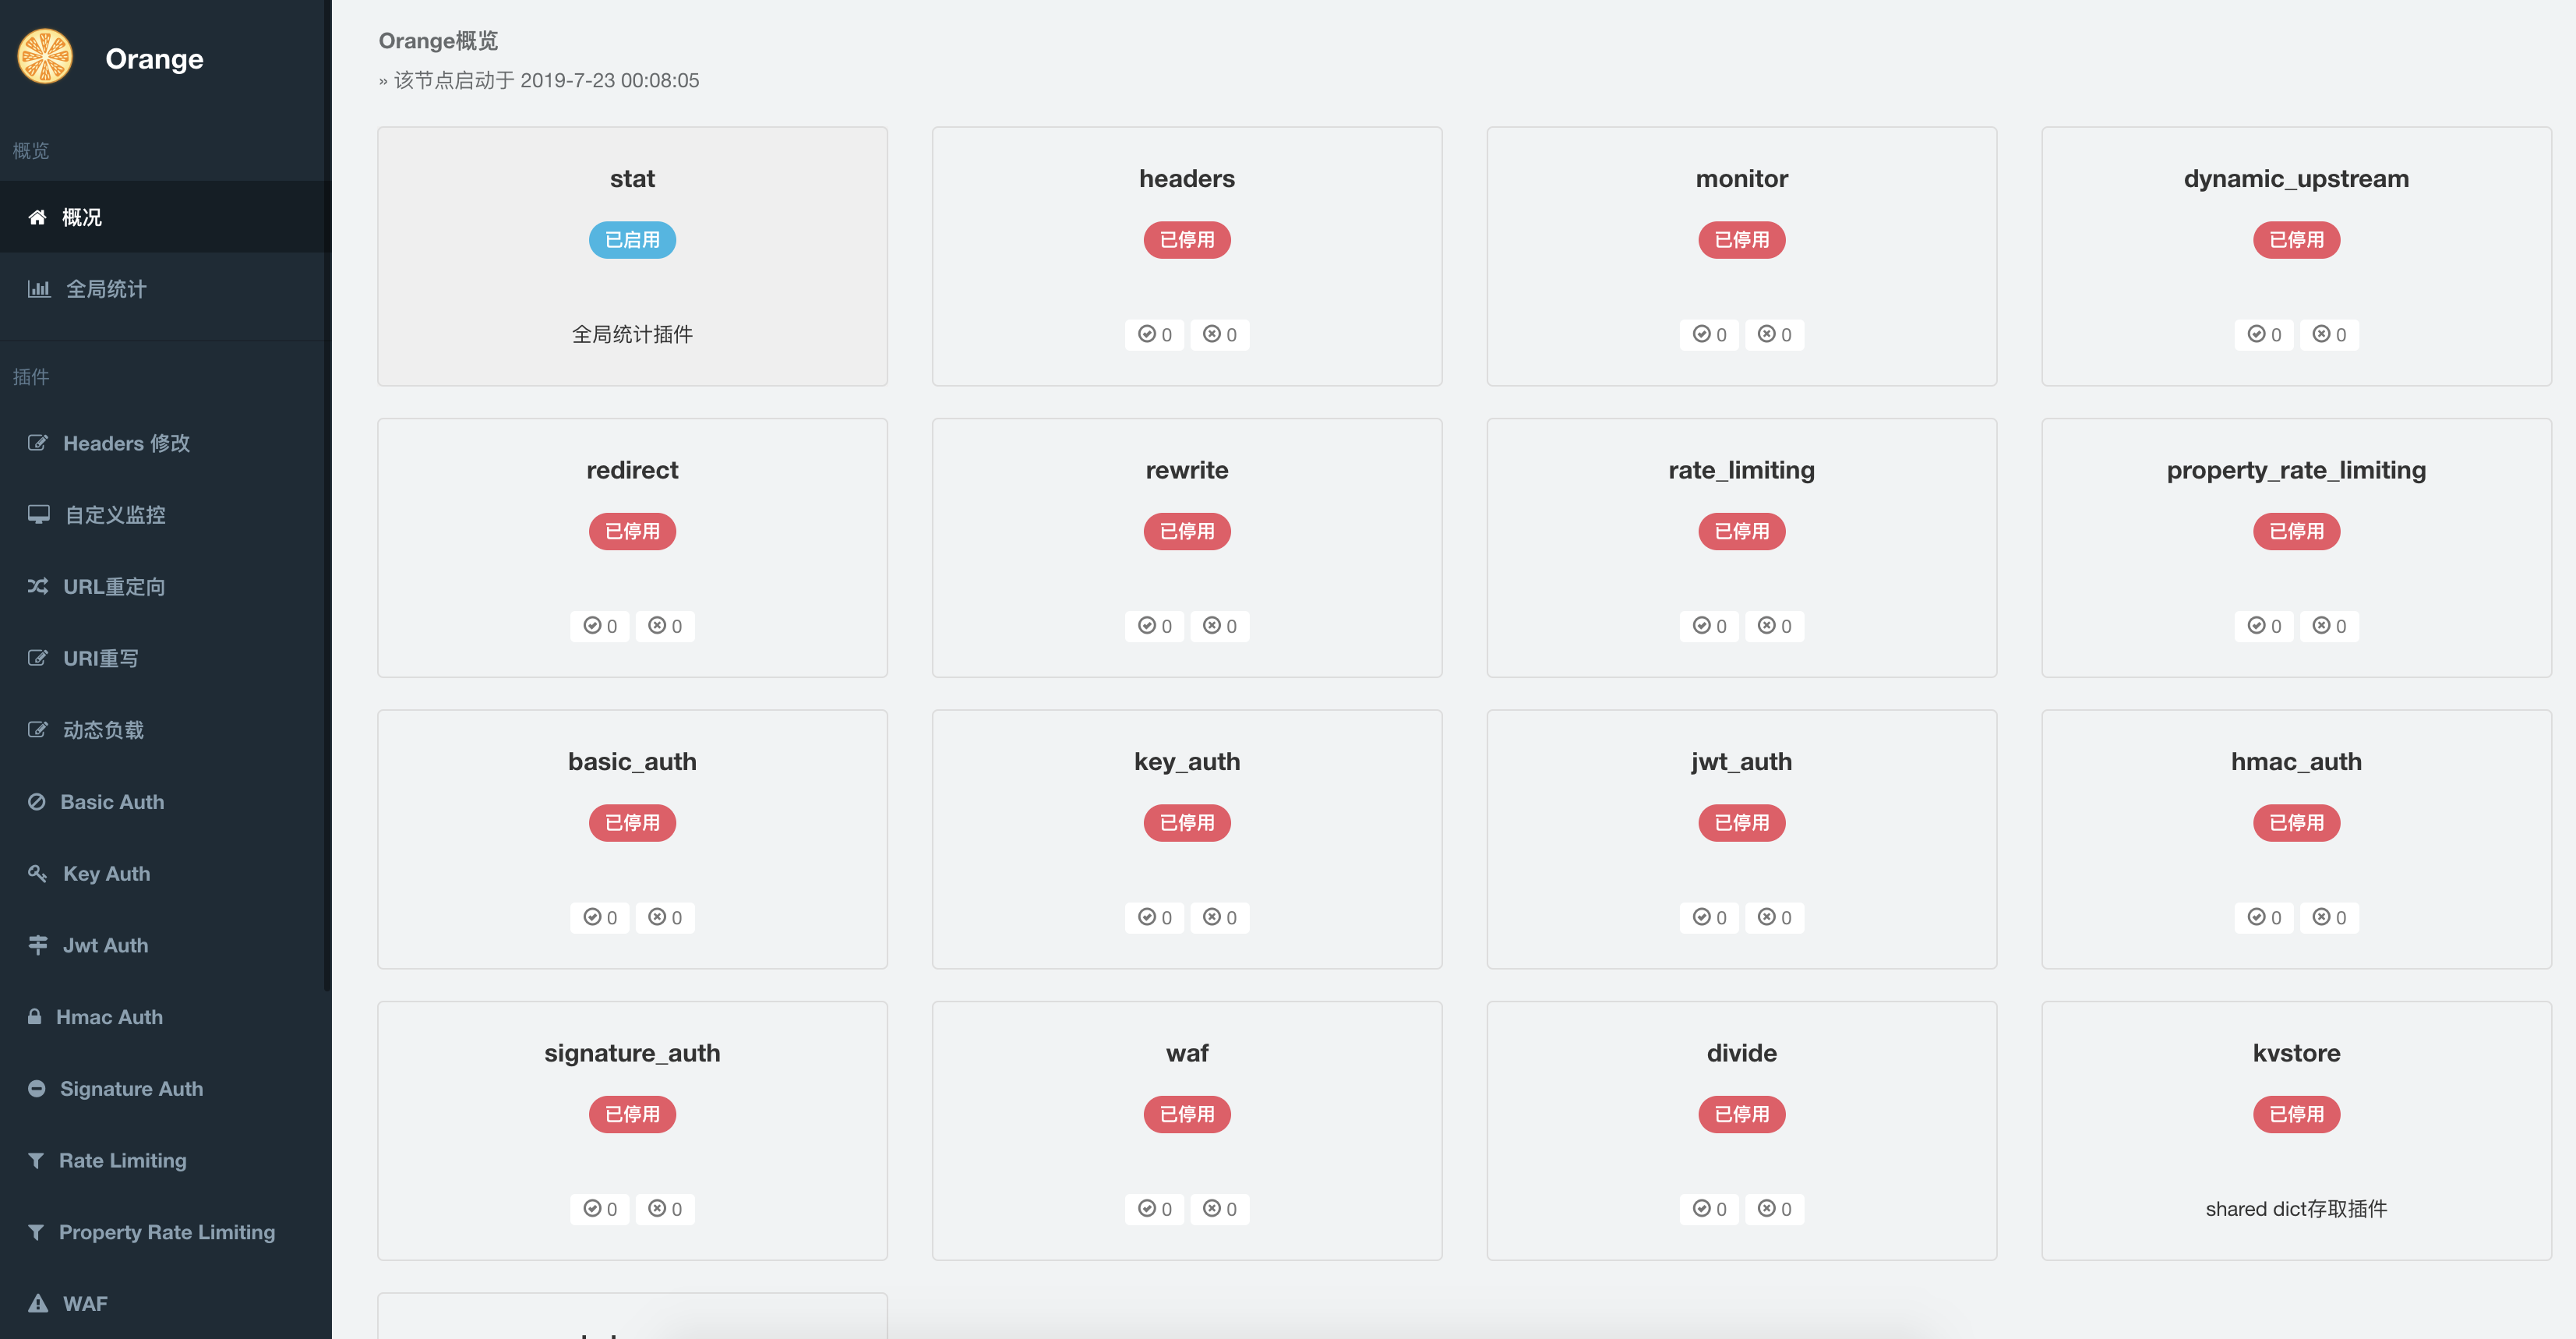 Orange
概览
概况
全局统计
插件
Headers 修改
自定义监控
URL重定向
URI重写
动态负载
Basic Auth
Key Auth
Jwt Auth
Hmac Auth
Signature Auth
Rate Limiting
Property Rate Limiting
WAF
Orange概览
» 该节点启动于 2019-7-23 00:08:05
stat
已启用
全局统计插件
headers
已停用
0 0
monitor
已停用
0 0
dynamic_upstream
已停用
0 0
redirect
已停用
0 0
rewrite
已停用
0 0
rate_limiting
已停用
0 0
property_rate_limiting
已停用
0 0
basic_auth
已停用
0 0
key_auth
已停用
0 0
jwt_auth
已停用
0 0
hmac_auth
已停用
0 0
signature_auth
已停用
0 0
waf
已停用
0 0
divide
已停用
0 0
kvstore
已停用
shared dict存取插件